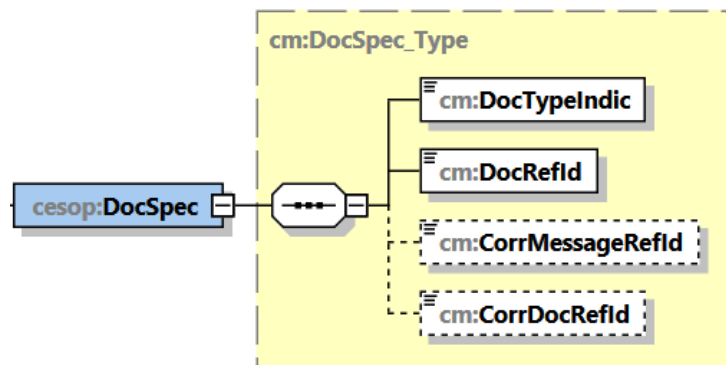 cm:DocSpec_Type
cm:DocTypeIndic
cm:DocRefId
cesop:DocSpec
cm:CorrMessageRefId
cm:CorrDocRefId